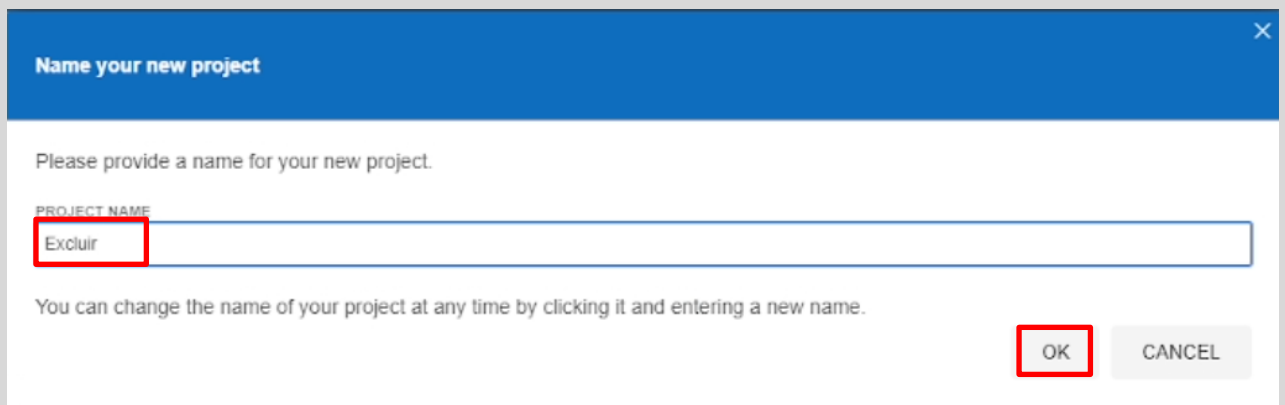 Name your new project
Please provide a name for your new project.
PROJECT NAME
Excluir
You can change the name of your project at any time by clicking it and entering a new name.
OK CANCEL